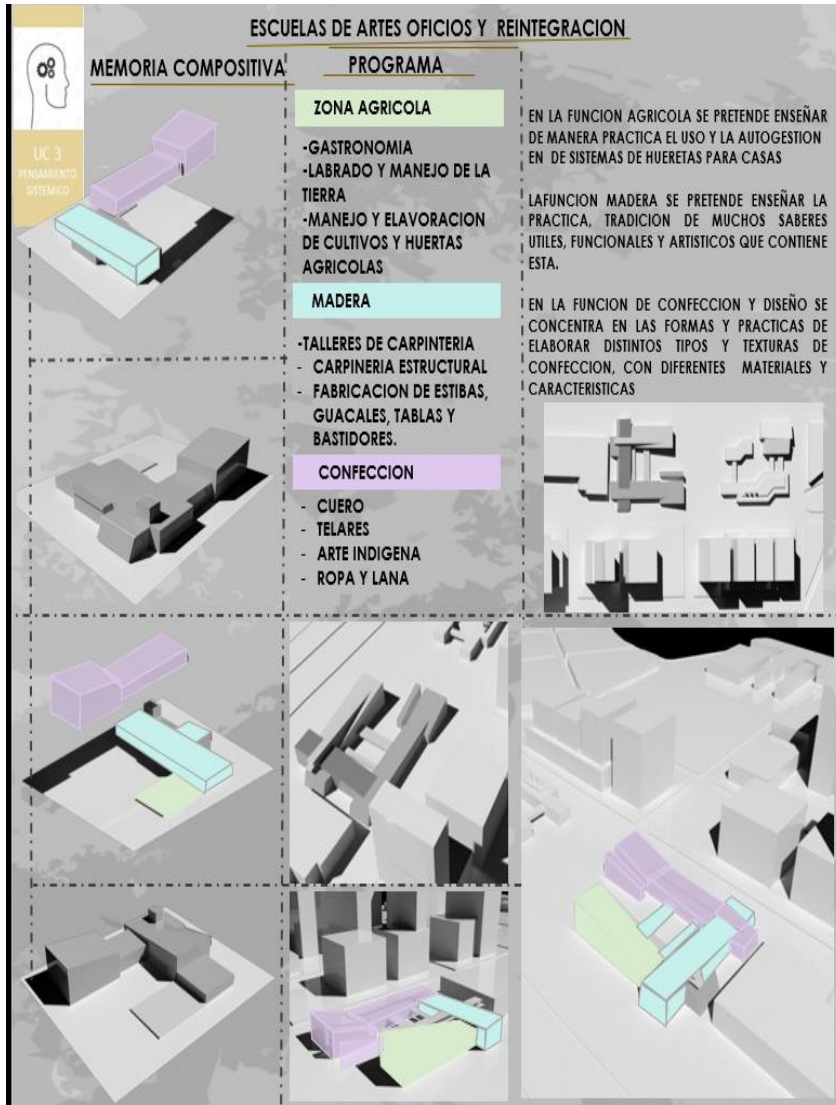 ESCUELAS DE ARTES OFICIOS Y REINTEGRACION
MEMORIA COMPOSITIVA
PROGRAMA
UC 3
PENSAMIENTO
SISTEMICO
ZONA AGRICOLA
-GASTRONOMIA
-LABRADO Y MANEJO DE LA
TIERRA
-MANEJO Y ELAVORACION
DE CULTIVOS Y HUERTAS
AGRICOLAS
MADERA
-TALLERES DE CARPINTERIA
- CARPINERIA ESTRUCTURAL
- FABRICACION DE ESTIBAS,
GUACALES, TABLAS Y
BASTIDORES.
CONFECCION
- CUERO
- TELARES
- ARTE INDIGENA
- ROPA Y LANA
EN LA FUNCION AGRICOLA SE PRETENDE ENSEÑAR
DE MANERA PRACTICA EL USO Y LA AUTOGESTION
EN DE SISTEMAS DE HUERETAS PARA CASAS
LAFUNCION MADERA SE PRETENDE ENSEÑAR LA
PRACTICA, TRADICION DE MUCHOS SABERES
UTILES, FUNCIONALES Y ARTISTICOS QUE CONTIENE
ESTA.
EN LA FUNCION DE CONFECCION Y DISEÑO SE
CONCENTRA EN LAS FORMAS Y PRACTICAS DE
ELABORAR DISTINTOS TIPOS Y TEXTURAS DE
CONFECCION, CON DIFERENTES MATERIALES Y
CARACTERISTICAS